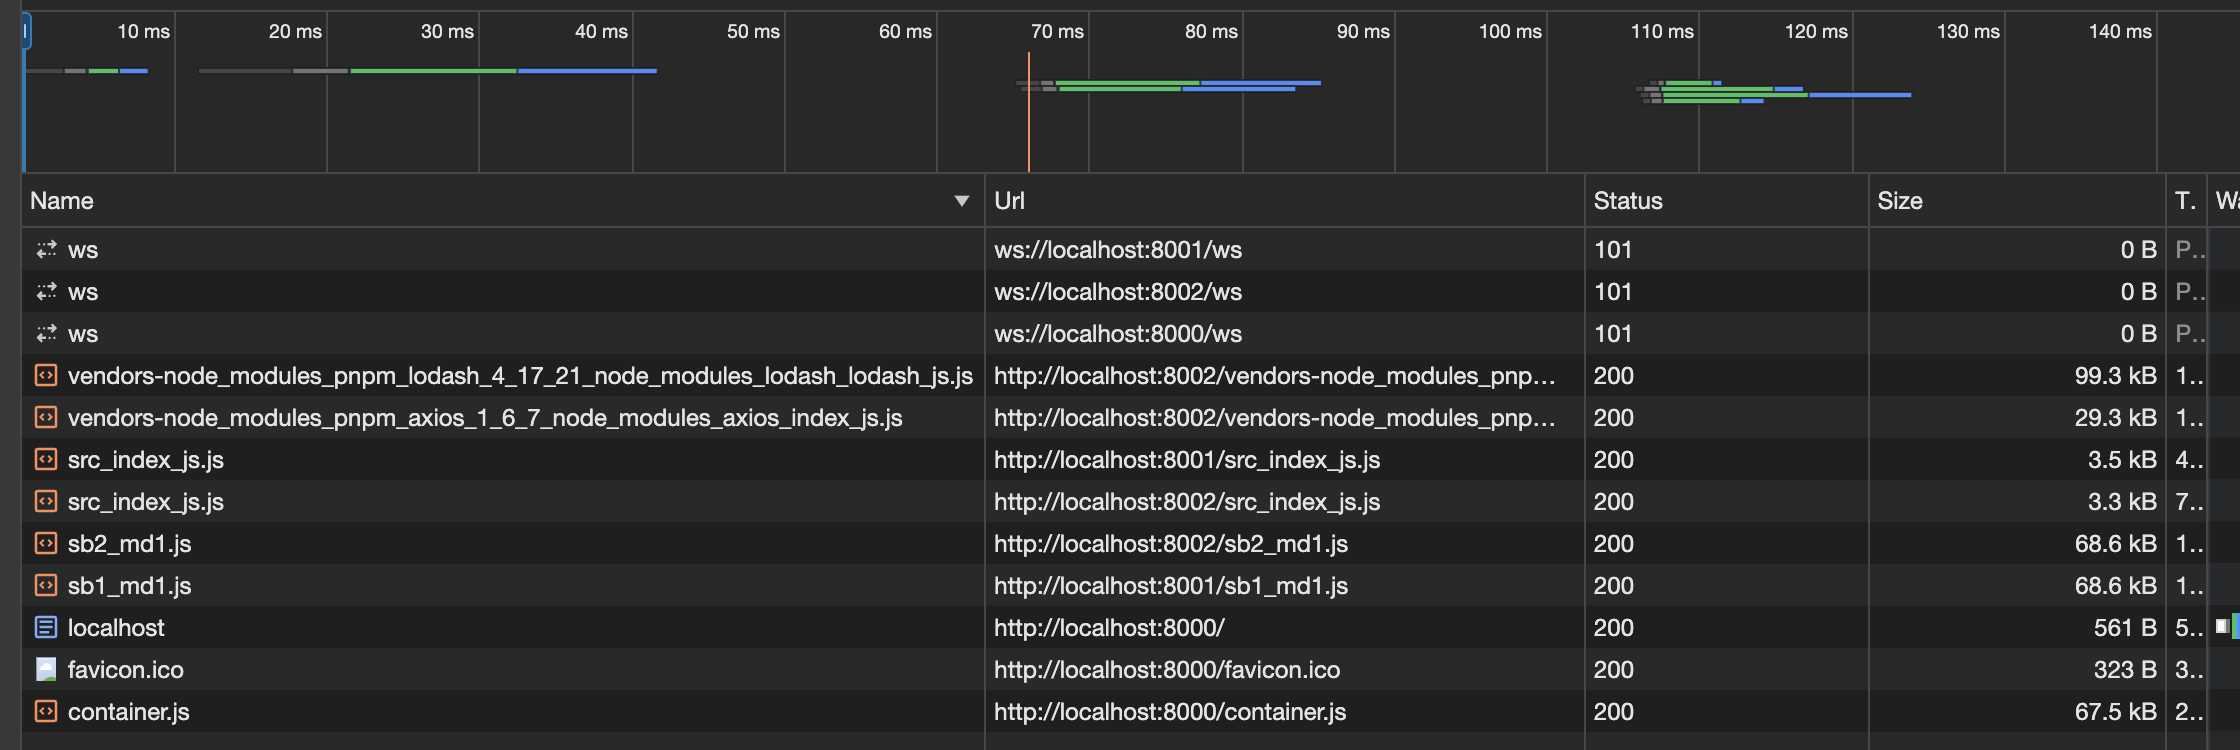 10 ms 20 ms 30 ms 40 ms 50 ms 60 ms 70 ms 80 ms 90 ms 100 ms 110 ms 120 ms 130 ms 140 ms
Name Url Status Size T.
ws ws://localhost:8001/ws 101 0 B P..
ws ws://localhost:8002/ws 101 0 B P..
ws ws://localhost:8000/ws 101 0 B P..
vendors-node_modules_pnpm_lodash_4_17_21_node_modules_lodash_lodash_js.js http://localhost:8002/vendors-node_modules_pnp… 200 99.3 kB 1..
vendors-node_modules_pnpm_axios_1_6_7_node_modules_axios_index_js.js http://localhost:8002/vendors-node_modules_pnp… 200 29.3 kB 1..
src_index_js.js http://localhost:8001/src_index_js.js 200 3.5 kB 4..
src_index_js.js http://localhost:8002/src_index_js.js 200 3.3 kB 7..
sb2_md1.js http://localhost:8002/sb2_md1.js 200 68.6 kB 1..
sb1_md1.js http://localhost:8001/sb1_md1.js 200 68.6 kB 1..
localhost http://localhost:8000/ 200 561 B 5..
favicon.ico http://localhost:8000/favicon.ico 200 323 B 3..
container.js http://localhost:8000/container.js 200 67.5 kB 2..